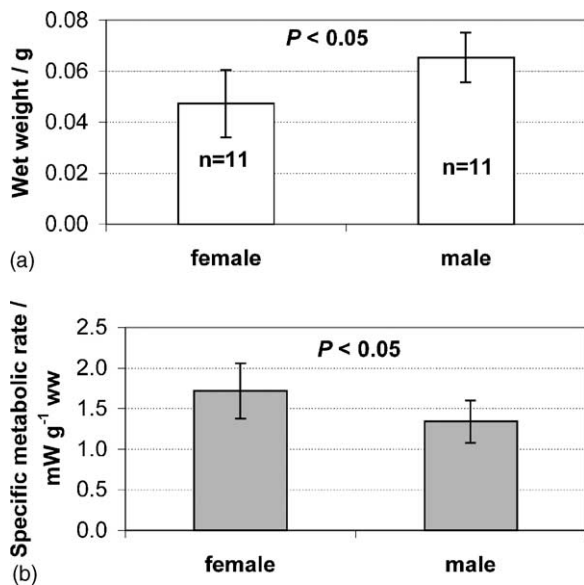 0.08
P < 0.05
0.06
0.04
n=11
n=11
0.02
0.00
Wet weight / g
(a)
female
male
2.5
P < 0.05
2.0
1.5
1.0
0.5
0.0
Specific metabolic rate /
mW g⁻¹ ww
female
male
(b)